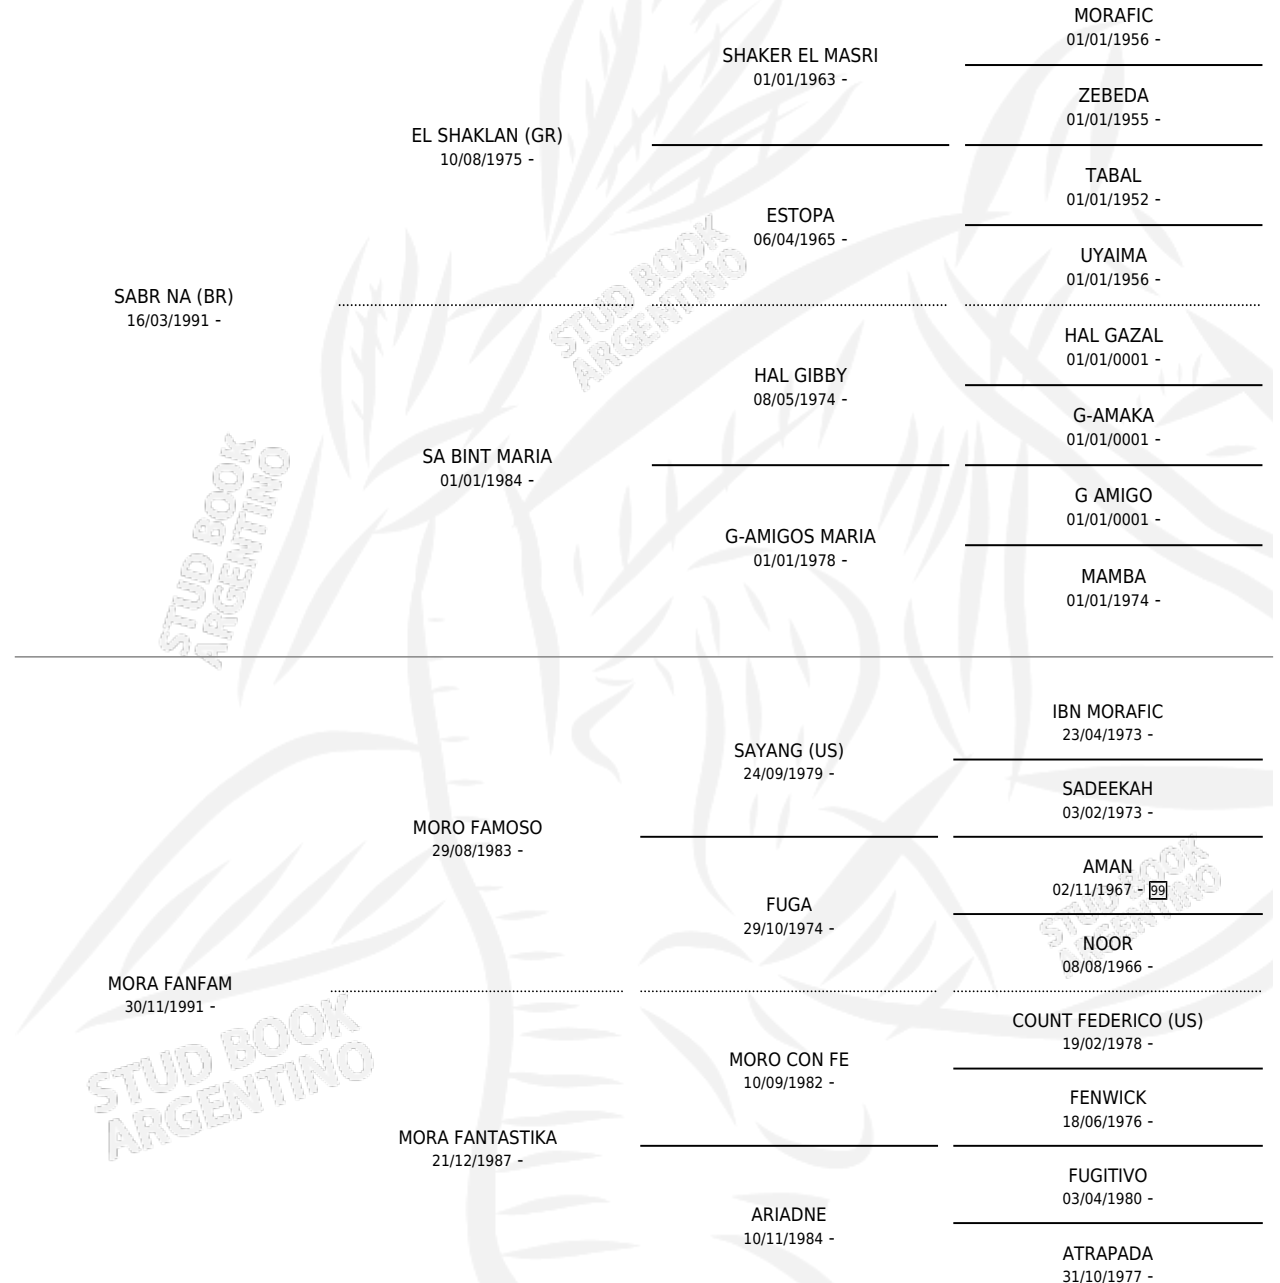 MORAFIC
01/01/1956 -
SHAKER EL MASRI
01/01/1963 -
ZEBEDA
01/01/1955 -
EL SHAKLAN (GR)
10/08/1975 -
TABAL
01/01/1952 -
ESTOPA
06/04/1965 -
UYAIMA
01/01/1956 -
SABR NA (BR)
16/03/1991 -
HAL GAZAL
01/01/0001 -
HAL GIBBY
08/05/1974 -
G-AMAKA
01/01/0001 -
SA BINT MARIA
01/01/1984 -
G AMIGO
01/01/0001 -
G-AMIGOS MARIA
01/01/1978 -
MAMBA
01/01/1974 -
IBN MORAFIC
23/04/1973 -
SAYANG (US)
24/09/1979 -
SADEEKAH
03/02/1973 -
MORO FAMOSO
29/08/1983 -
AMAN
02/11/1967 - 99
FUGA
29/10/1974 -
NOOR
08/08/1966 -
MORA FANFAM
30/11/1991 -
COUNT FEDERICO (US)
19/02/1978 -
MORO CON FE
10/09/1982 -
FENWICK
18/06/1976 -
MORA FANTASTIKA
21/12/1987 -
FUGITIVO
03/04/1980 -
ARIADNE
10/11/1984 -
ATRAPADA
31/10/1977 -
STUD BOOK
ARGENTINO
STUD BOOK
ARGENTINO
STUD BOOK
ARGENTINO
STUD BOOK
ARGENTINO